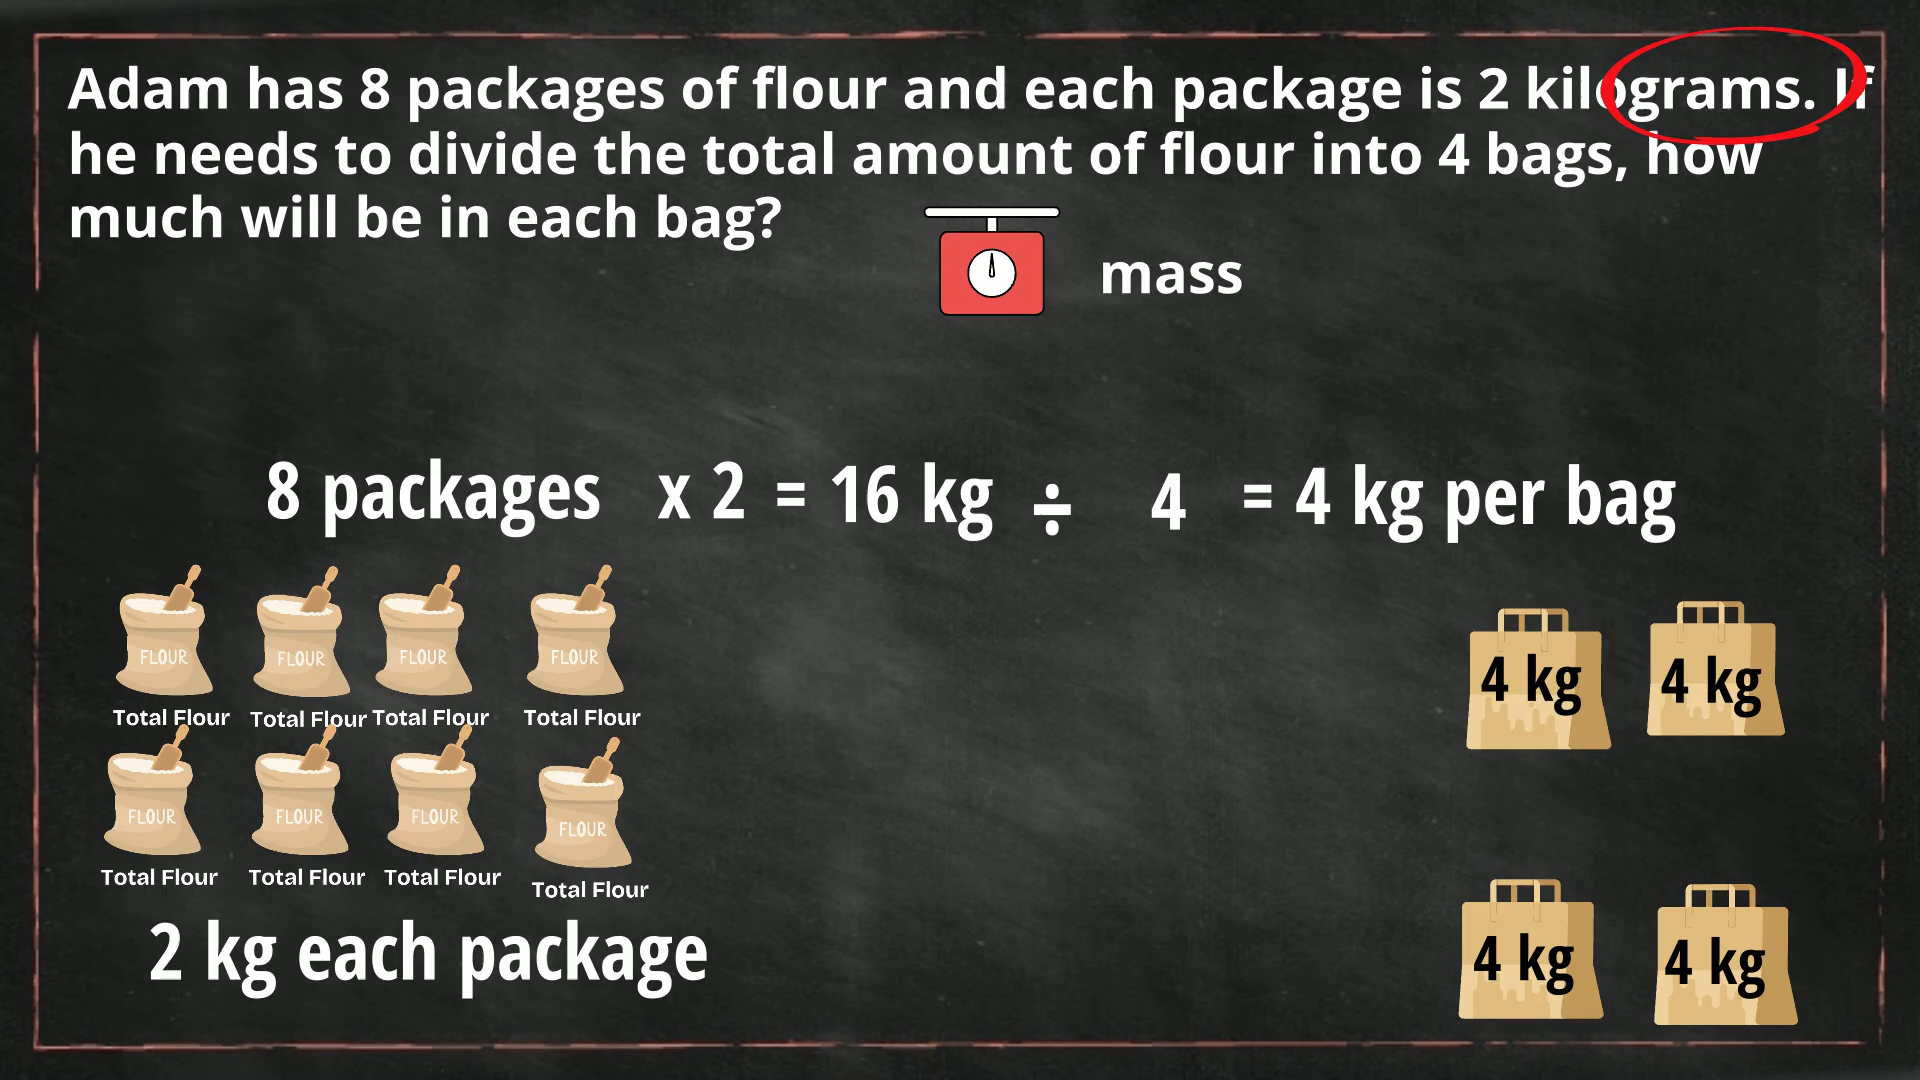 Adam has 8 packages of flour and each package is 2 kilograms. If
he needs to divide the total amount of flour into 4 bags, how
much will be in each bag?
mass
8 packages x 2 = 16 kg ÷ 4 = 4 kg per bag
FLOUR FLOUR FLOUR FLOUR
Total Flour Total Flour Total Flour Total Flour
FLOUR FLOUR FLOUR FLOUR
Total Flour Total Flour Total Flour Total Flour
2 kg each package
4 kg 4 kg
4 kg 4 kg